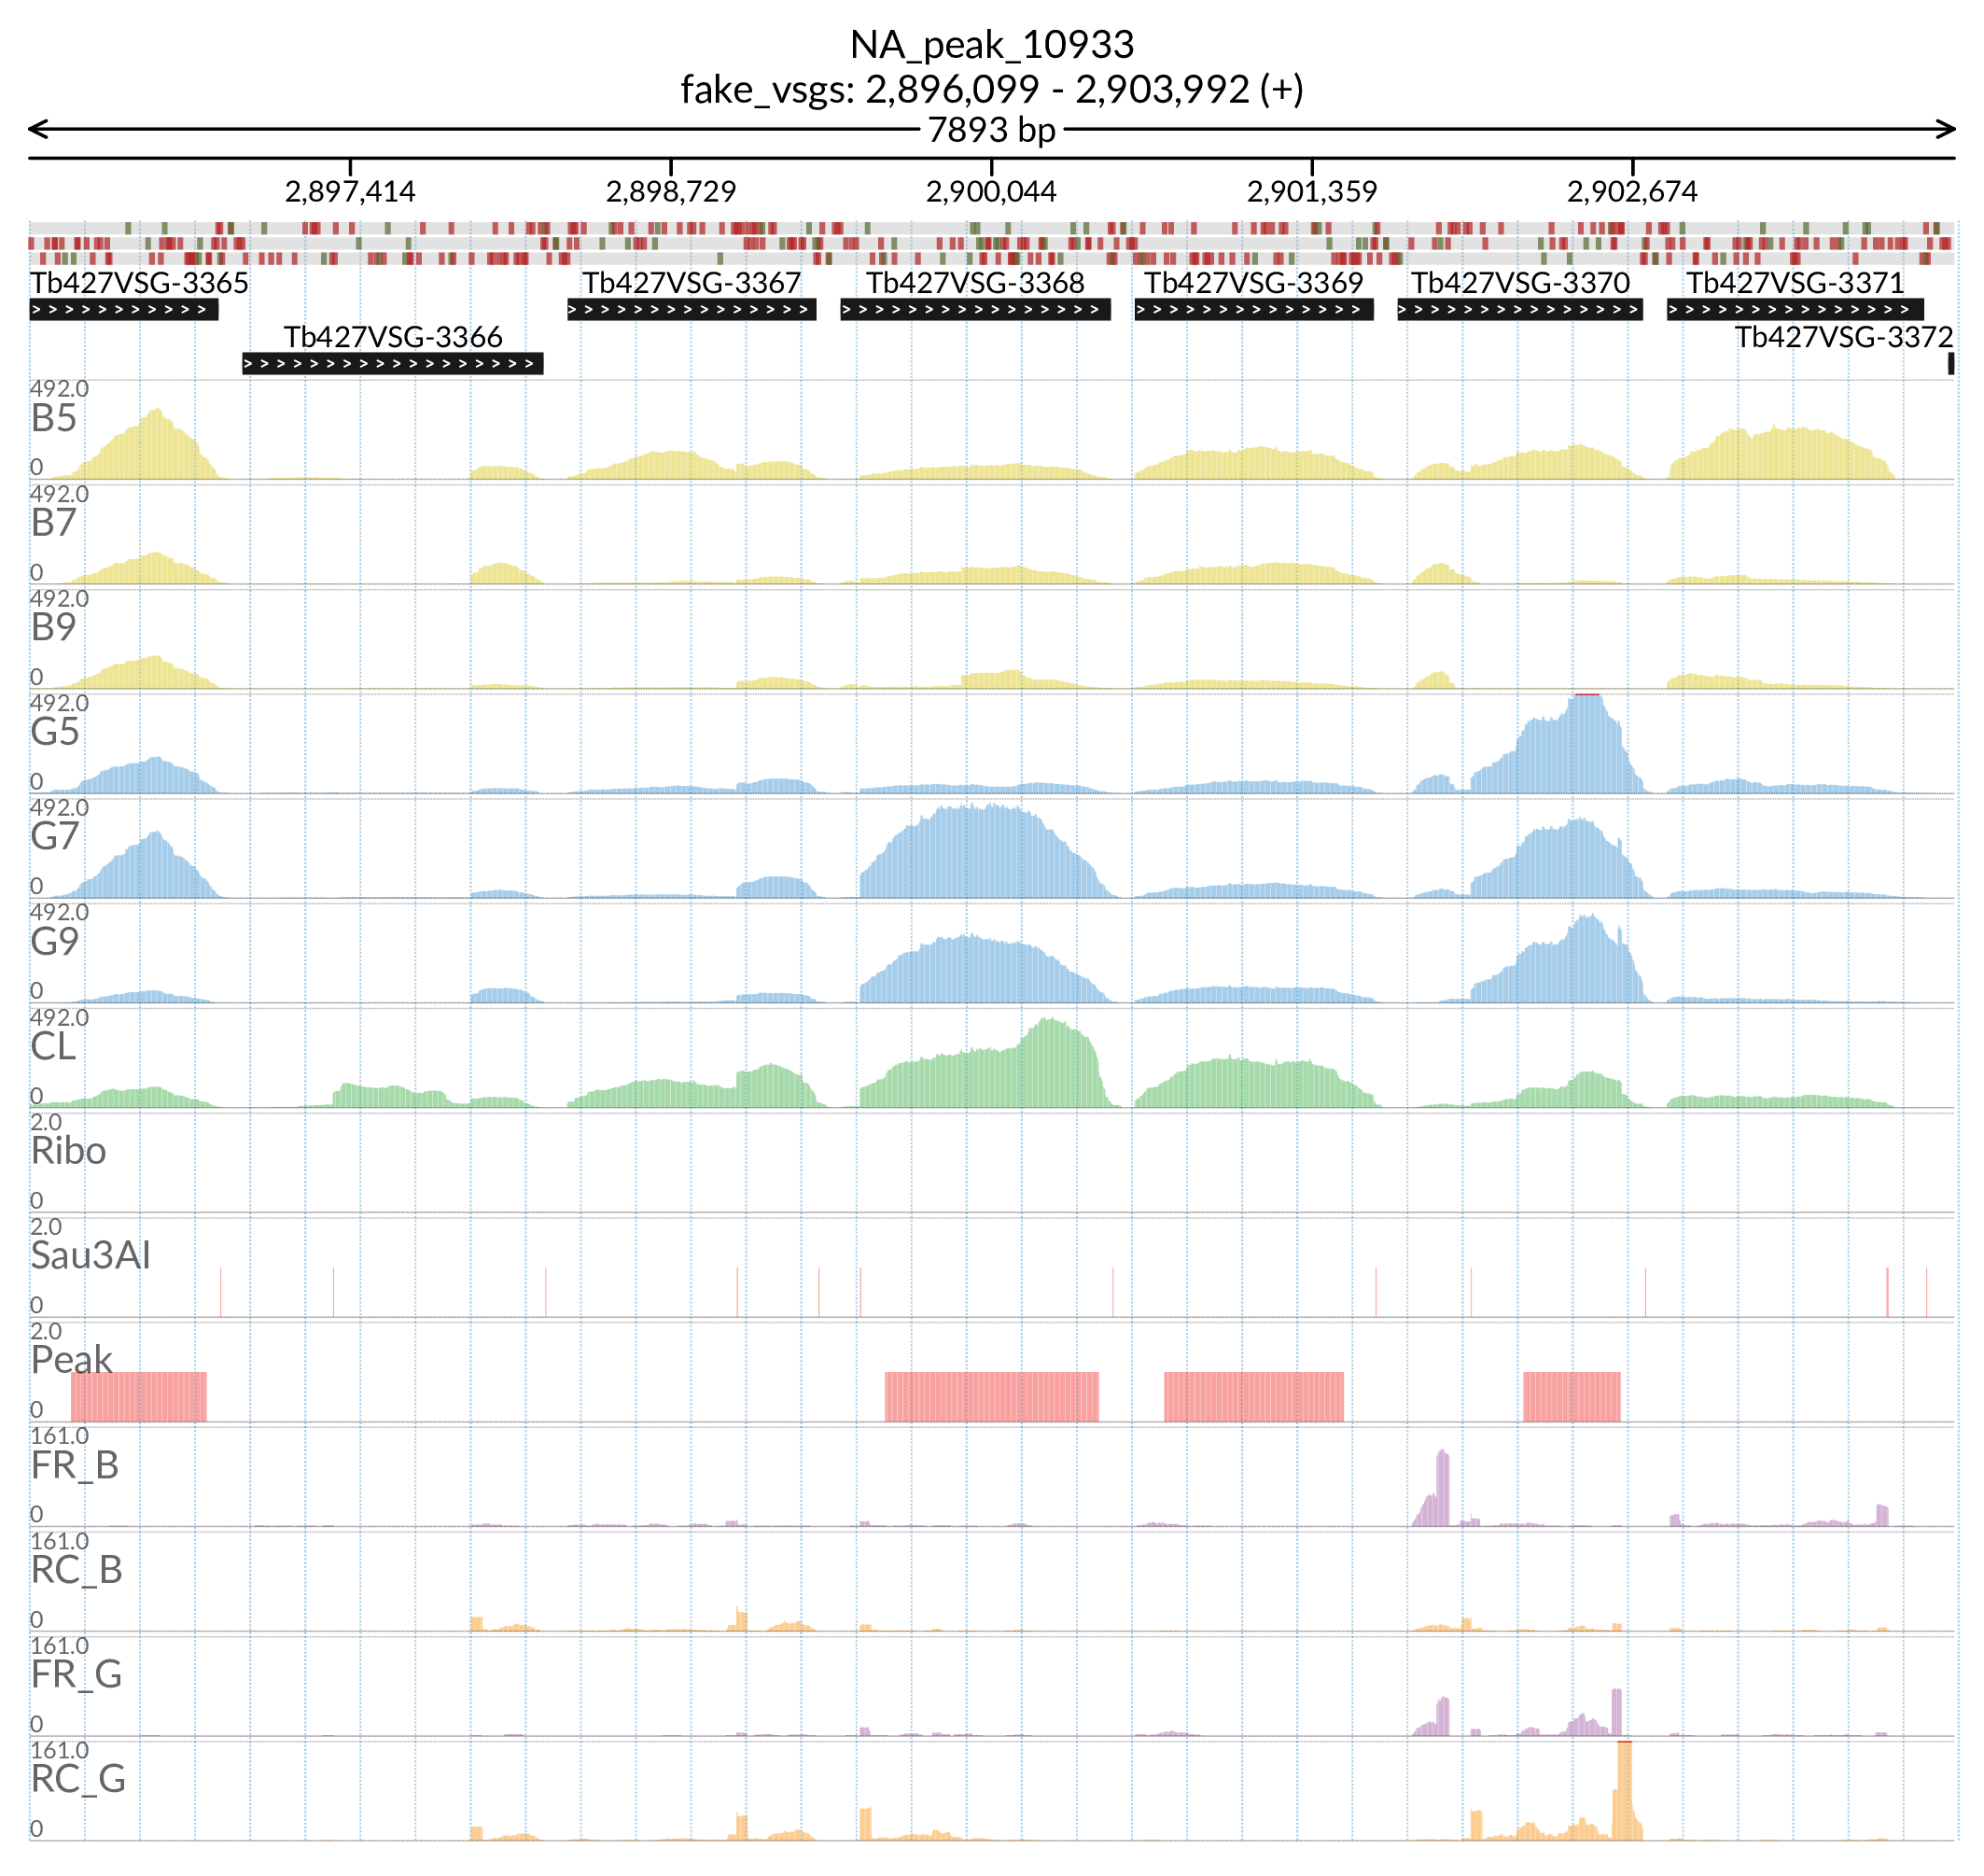 NA_peak_10933
fake_vsgs: 2,896,099 - 2,903,992 (+)
7893 bp
2,897,414 2,898,729 2,900,044 2,901,359 2,902,674
Tb427VSG-3365 Tb427VSG-3367 Tb427VSG-3368 Tb427VSG-3369 Tb427VSG-3370 Tb427VSG-3371
Tb427VSG-3366 Tb427VSG-3372
492.0
B5
0
492.0
B7
0
492.0
B9
0
492.0
G5
0
492.0
G7
0
492.0
G9
0
492.0
CL
0
2.0
Ribo
0
2.0
Sau3AI
0
2.0
Peak
0
161.0
FR_B
0
161.0
RC_B
0
161.0
FR_G
0
161.0
RC_G
0